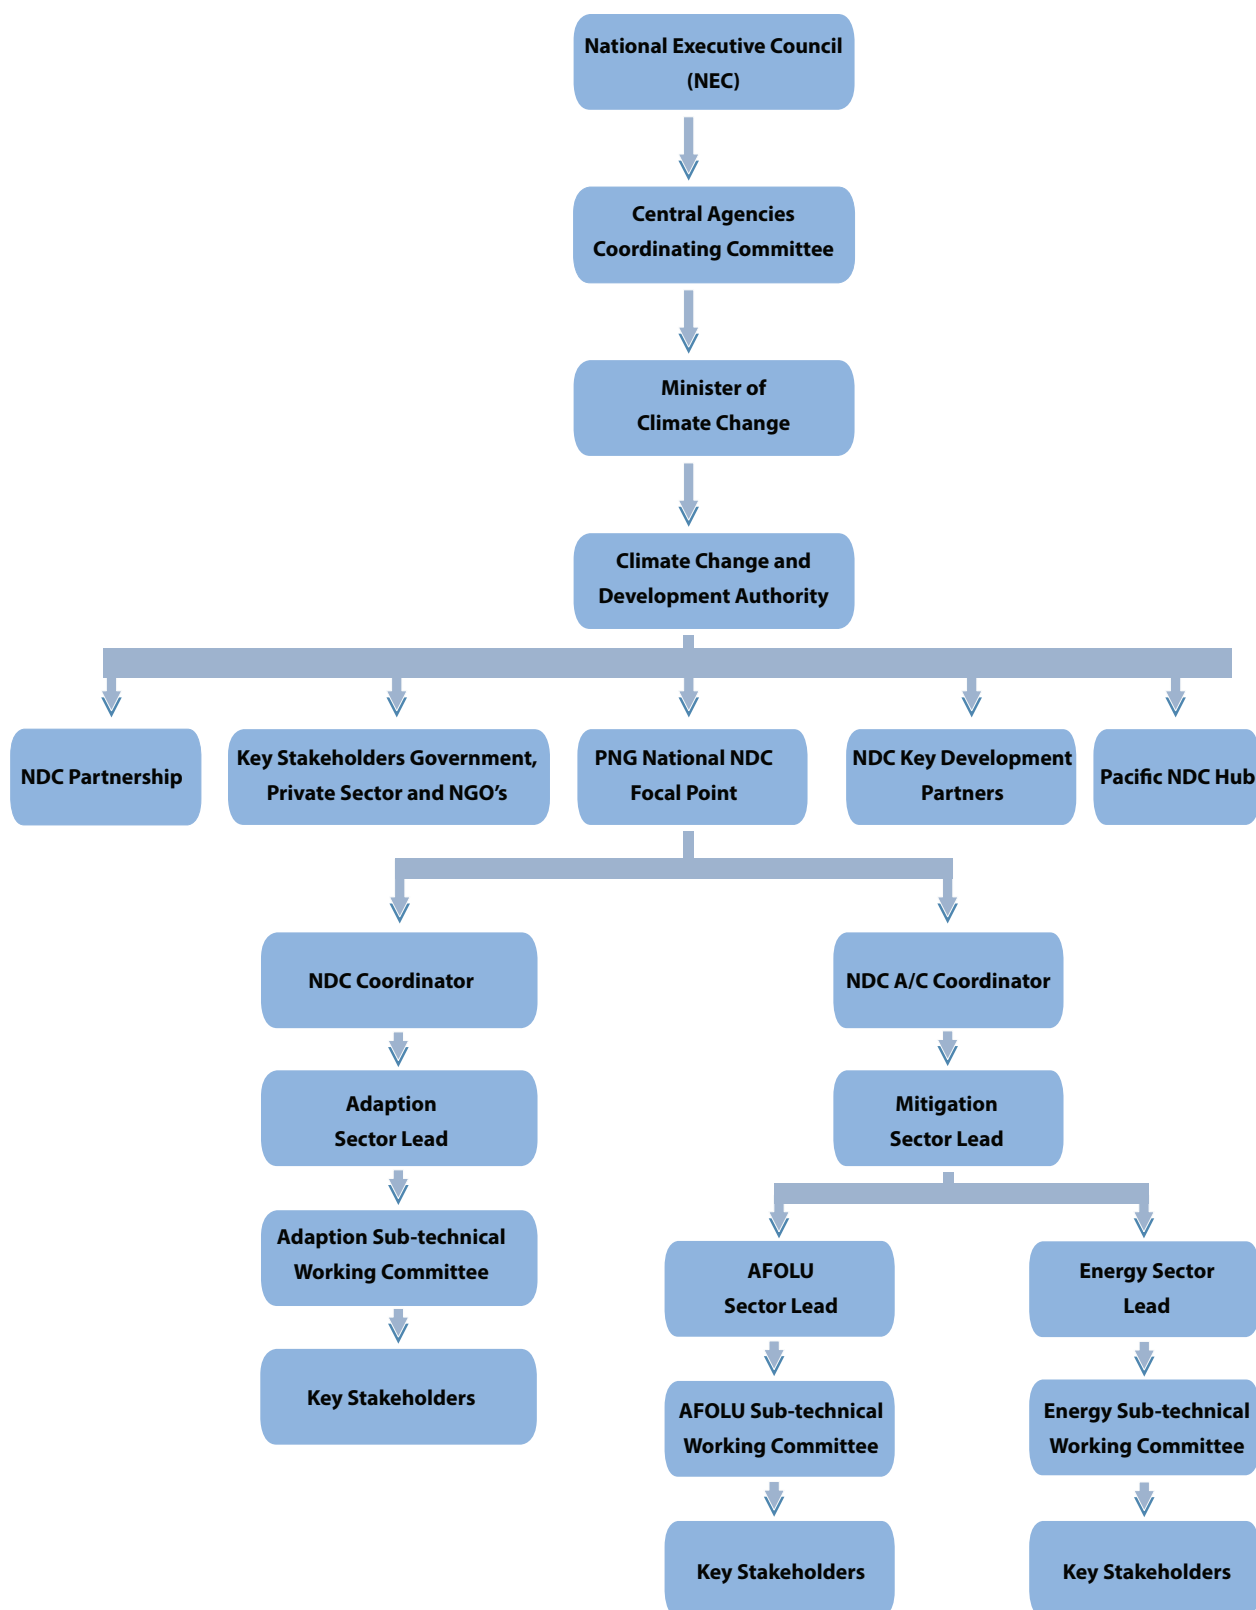 National Executive Council
(NEC)
Central Agencies
Coordinating Committee
Minister of
Climate Change
Climate Change and
Development Authority
NDC Partnership
Key Stakeholders Government,
Private Sector and NGO’s
PNG National NDC
Focal Point
NDC Key Development
Partners
Pacific NDC Hub
NDC Coordinator
NDC A/C Coordinator
Adaption
Sector Lead
Mitigation
Sector Lead
Adaption Sub-technical
Working Committee
AFOLU
Sector Lead
Energy Sector
Lead
Key Stakeholders
AFOLU Sub-technical
Working Committee
Energy Sub-technical
Working Committee
Key Stakeholders
Key Stakeholders